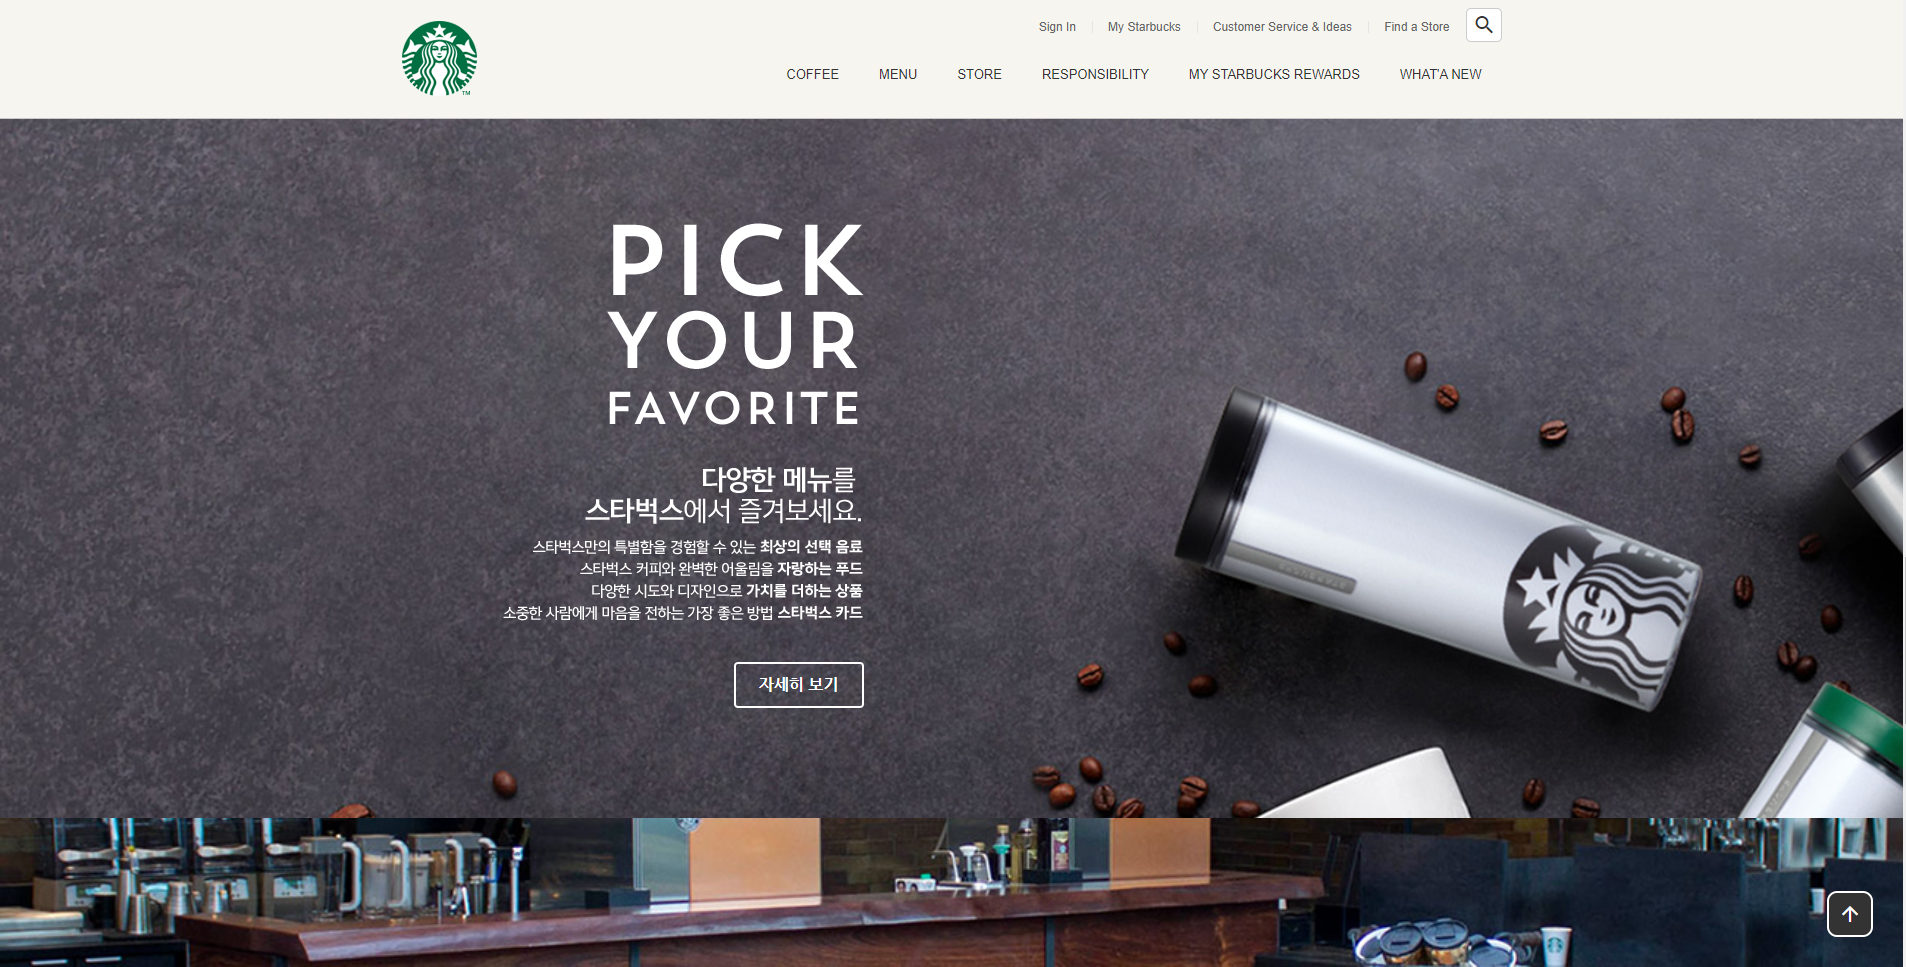 Sign In
My Starbucks
Customer Service & Ideas
Find a Store
COFFEE
MENU
STORE
RESPONSIBILITY
MY STARBUCKS REWARDS
WHAT'A NEW
TM
PICK
YOUR
FAVORITE
다양한 메뉴를
스타벅스에서 즐겨보세요.
스타벅스만의 특별함을 경험할 수 있는 최상의 선택 음료
스타벅스 커피와 완벽한 어울림을 자랑하는 푸드
다양한 시도와 디자인으로 가치를 더하는 상품
소중한 사람에게 마음을 전하는 가장 좋은 방법 스타벅스 카드
자세히 보기